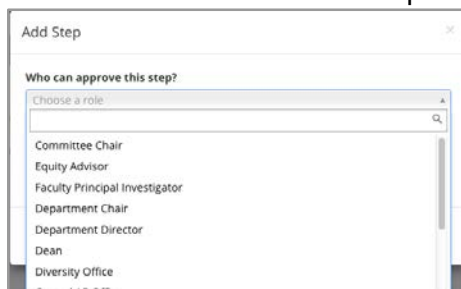 Add Step
×
Who can approve this step?
Choose a role
Committee Chair
Equity Advisor
Faculty Principal Investigator
Department Chair
Department Director
Dean
Diversity Office